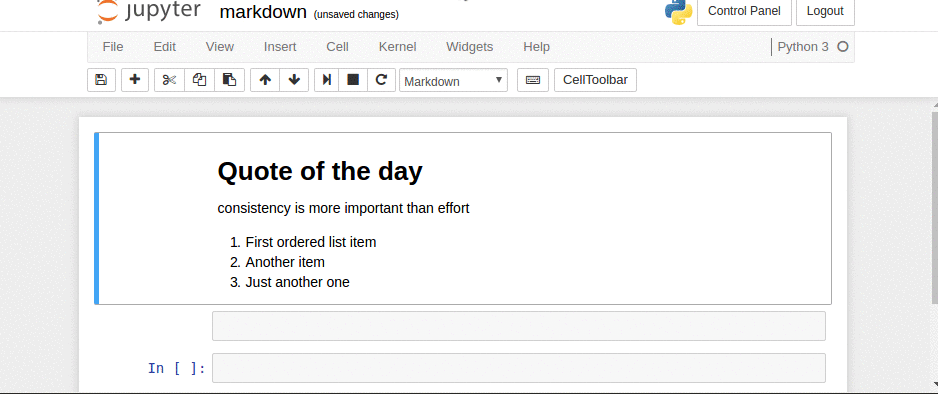 jupyter markdown (unsaved changes) Control Panel Logout
File Edit View Insert Cell Kernel Widgets Help Python 3
Markdown CellToolbar
Quote of the day
consistency is more important than effort
1. First ordered list item
2. Another item
3. Just another one
In [ ]: